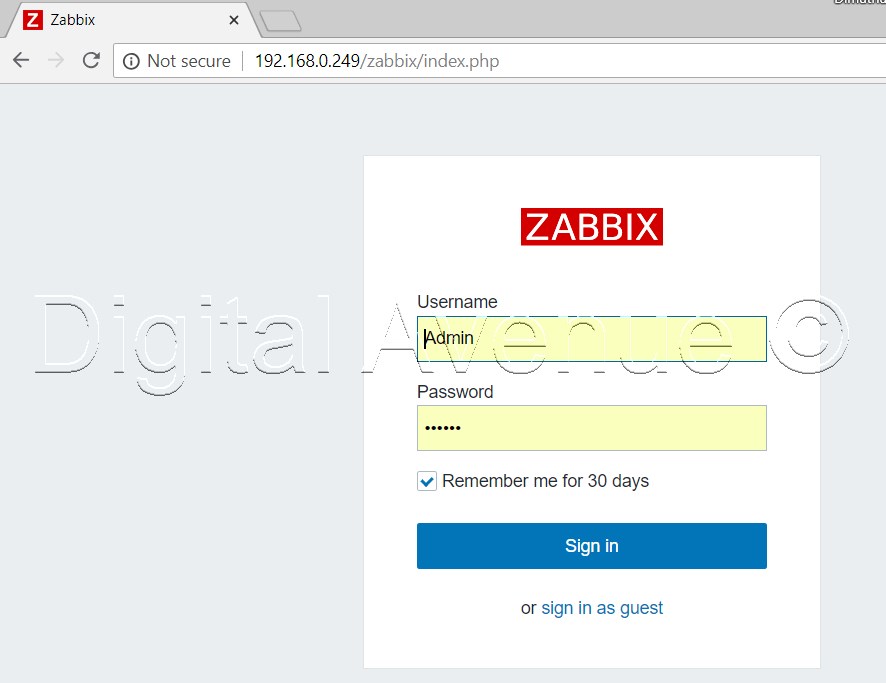 Z Zabbix
Not secure 192.168.0.249/zabbix/index.php
ZABBIX
Username
Admin
Digital Avenue ©
Password
••••••
Remember me for 30 days
Sign in
or sign in as guest